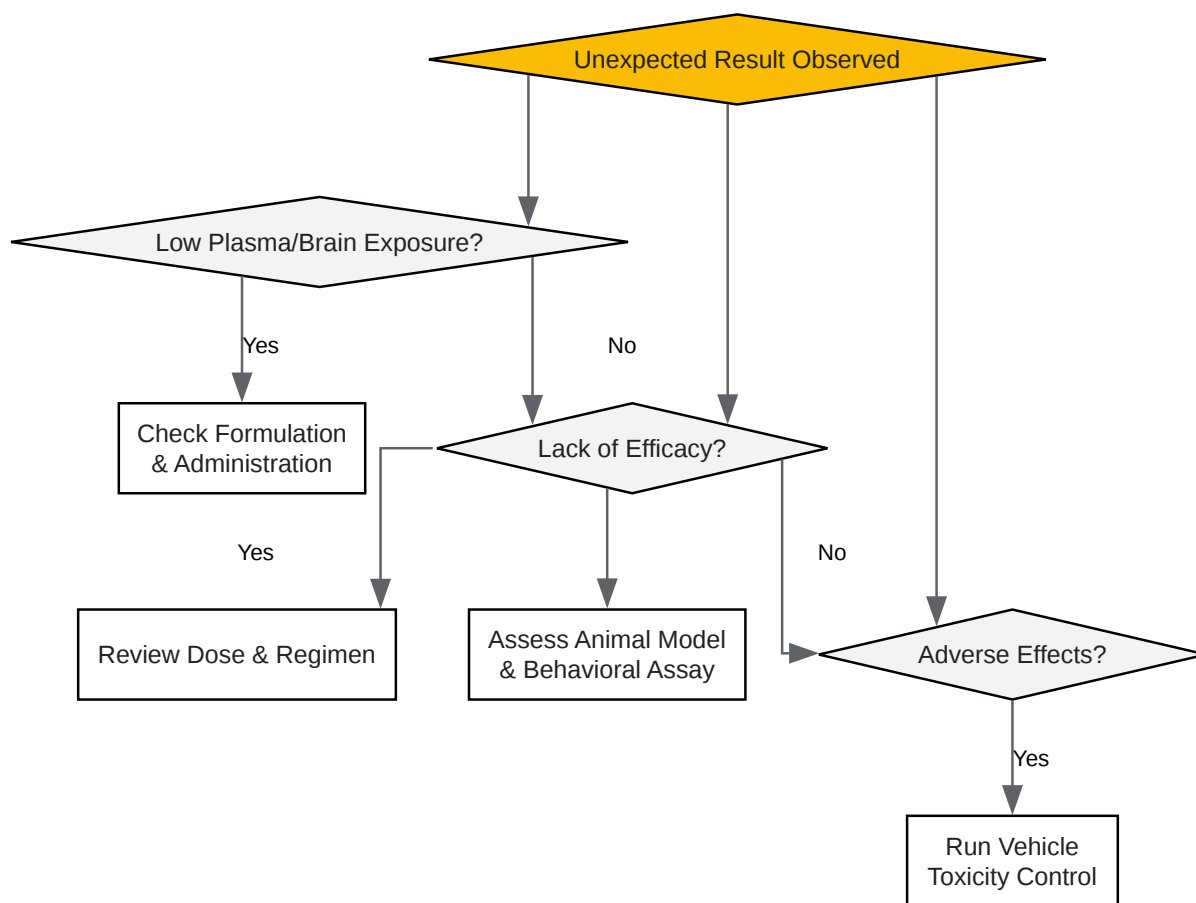 Unexpected Result Observed
Low Plasma/Brain Exposure?
Yes
No
Check Formulation
& Administration
Lack of Efficacy?
Yes
No
Review Dose & Regimen
Assess Animal Model
& Behavioral Assay
Adverse Effects?
Yes
Run Vehicle
Toxicity Control